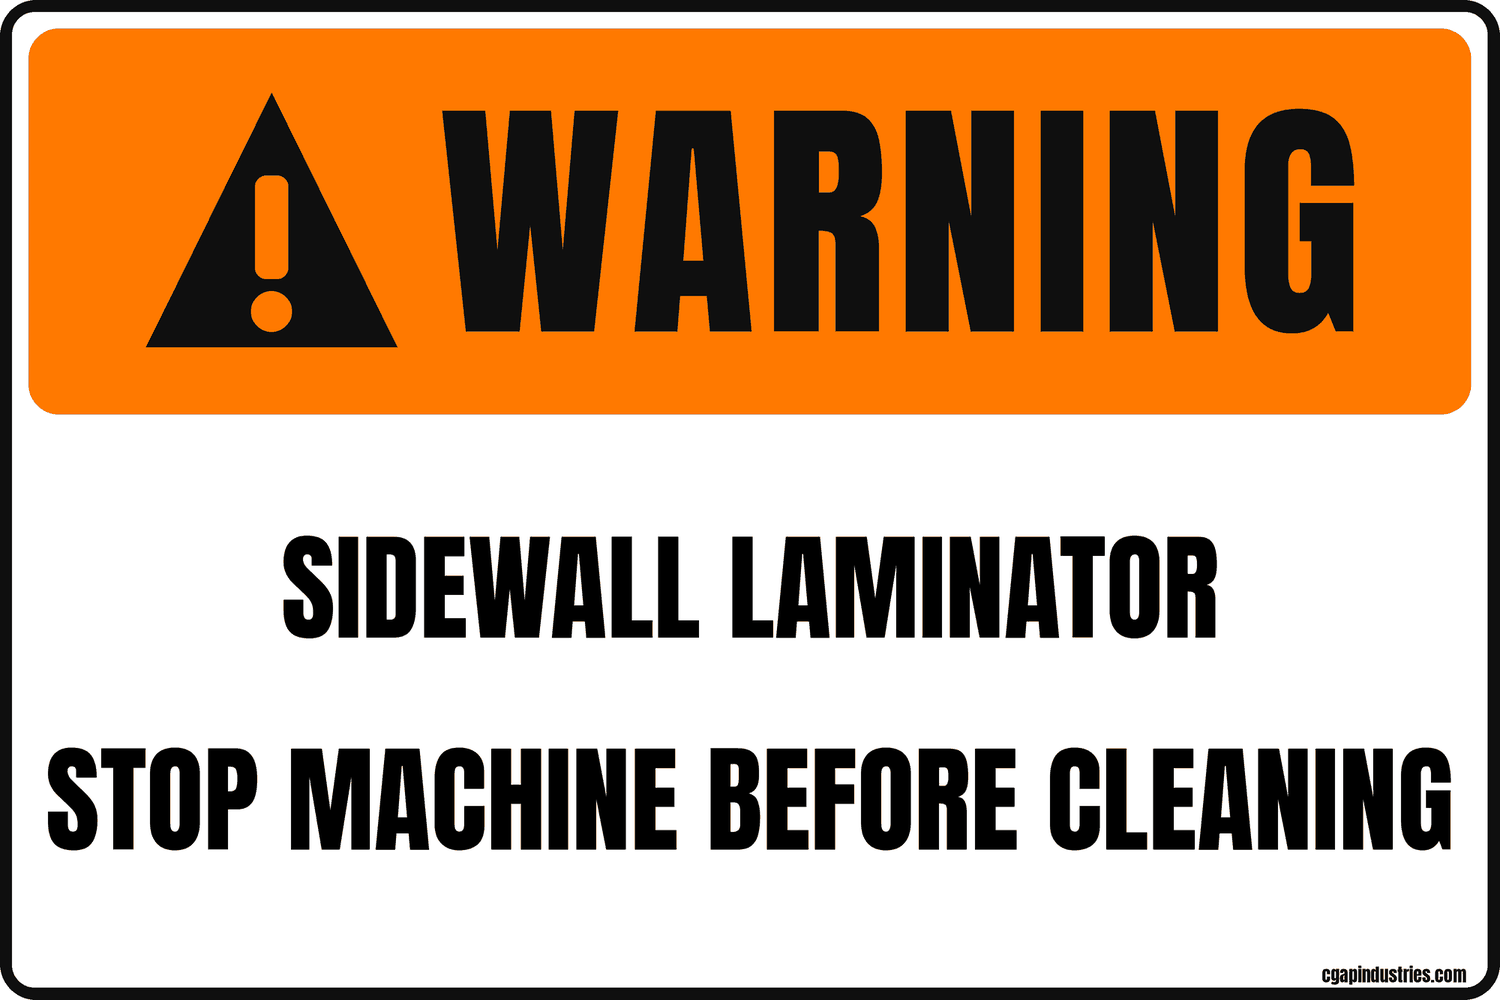 WARNING
SIDEWALL LAMINATOR
STOP MACHINE BEFORE CLEANING
cgapindustries.com